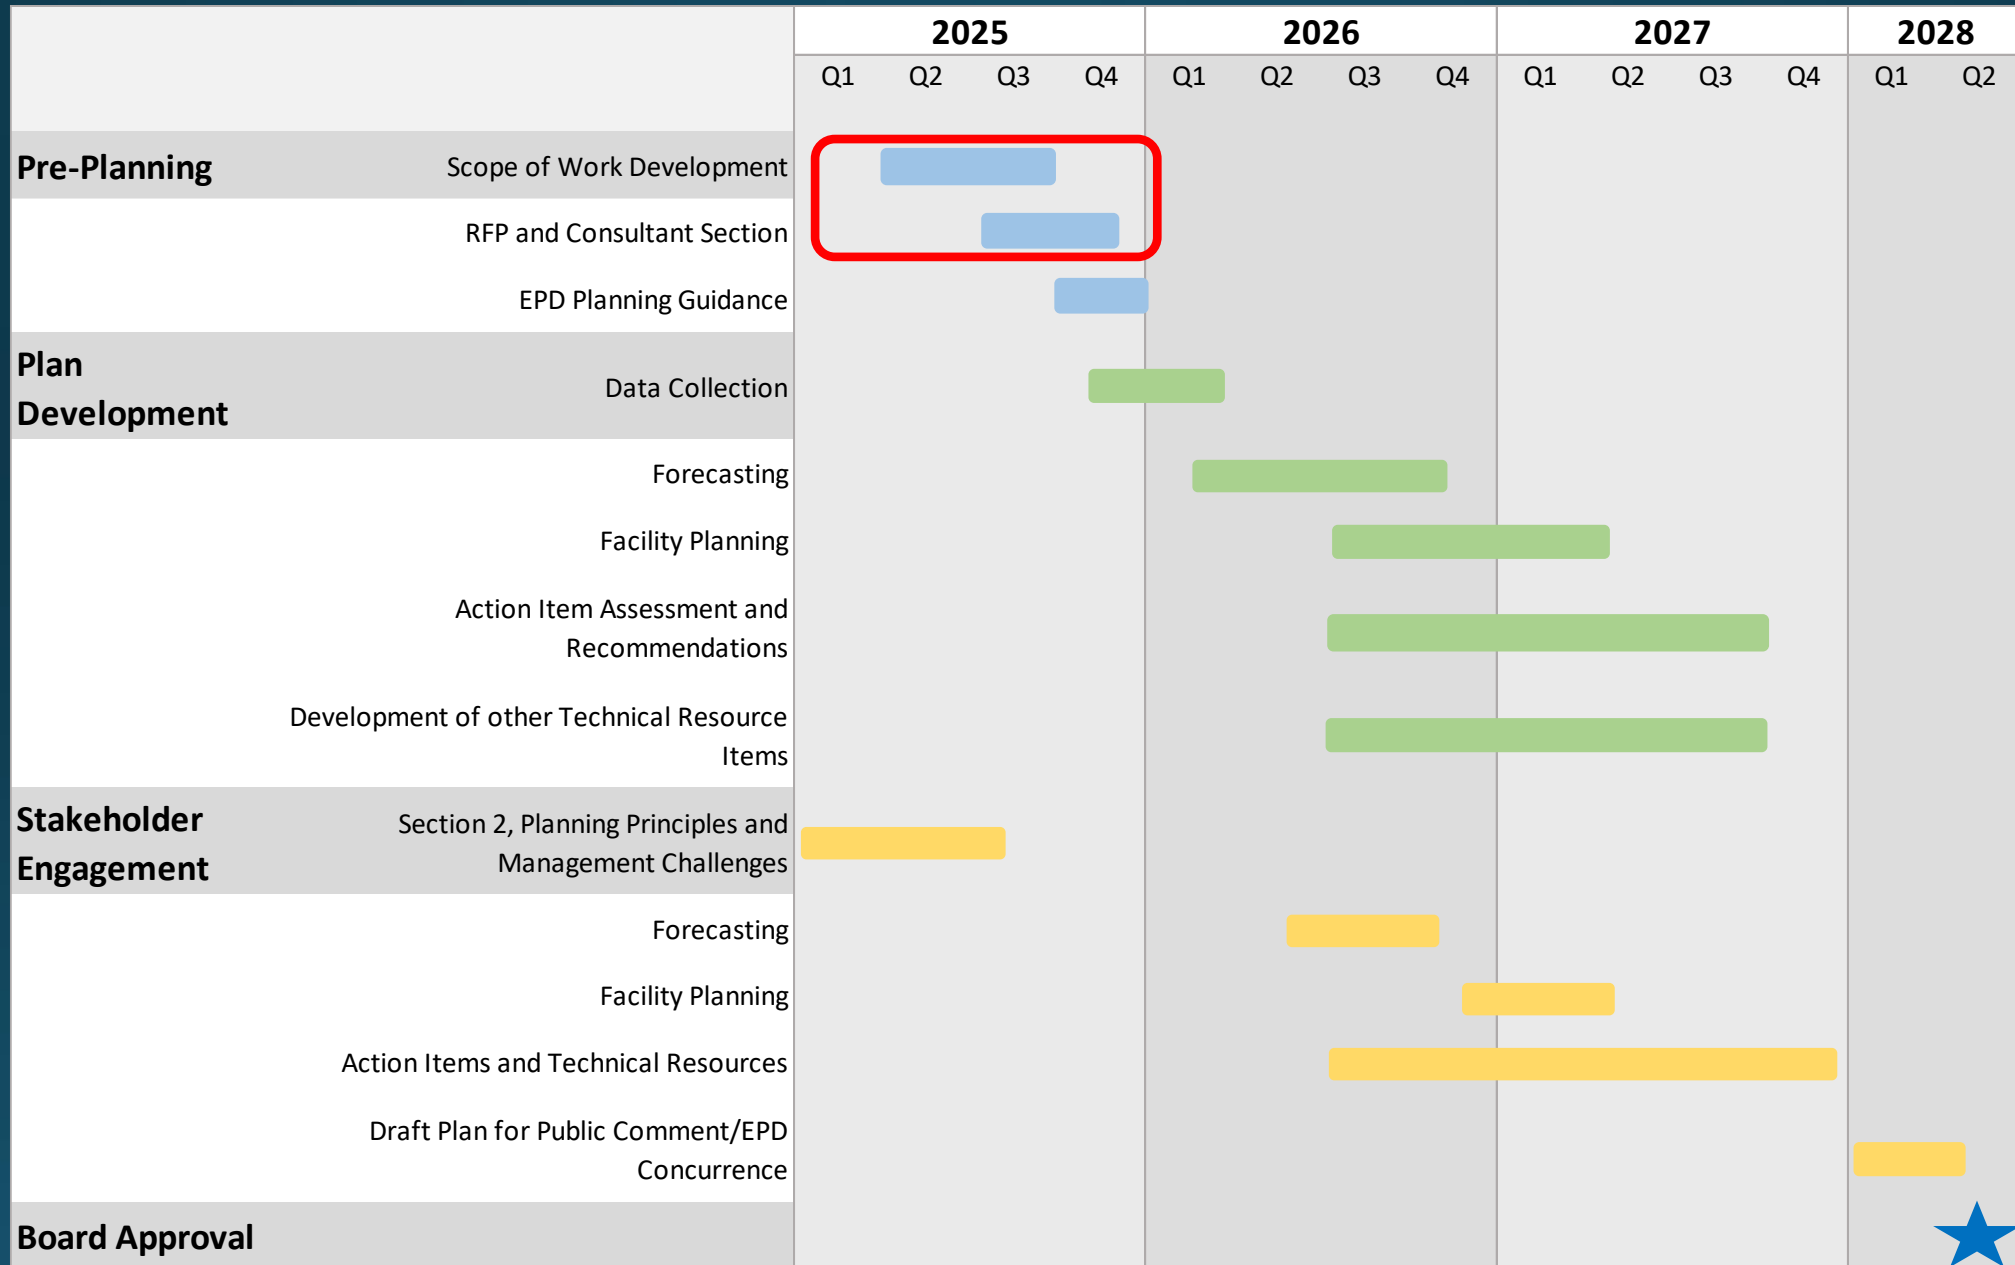 2025 2026 2027 2028
Q1 Q2 Q3 Q4 Q1 Q2 Q3 Q4 Q1 Q2 Q3 Q4 Q1 Q2
Pre-Planning Scope of Work Development
RFP and Consultant Section
EPD Planning Guidance
Plan
Development
Data Collection
Forecasting
Facility Planning
Action Item Assessment and
Recommendations
Development of other Technical Resource
Items
Stakeholder
Engagement
Section 2, Planning Principles and
Management Challenges
Forecasting
Facility Planning
Action Items and Technical Resources
Draft Plan for Public Comment/EPD
Concurrence
Board Approval